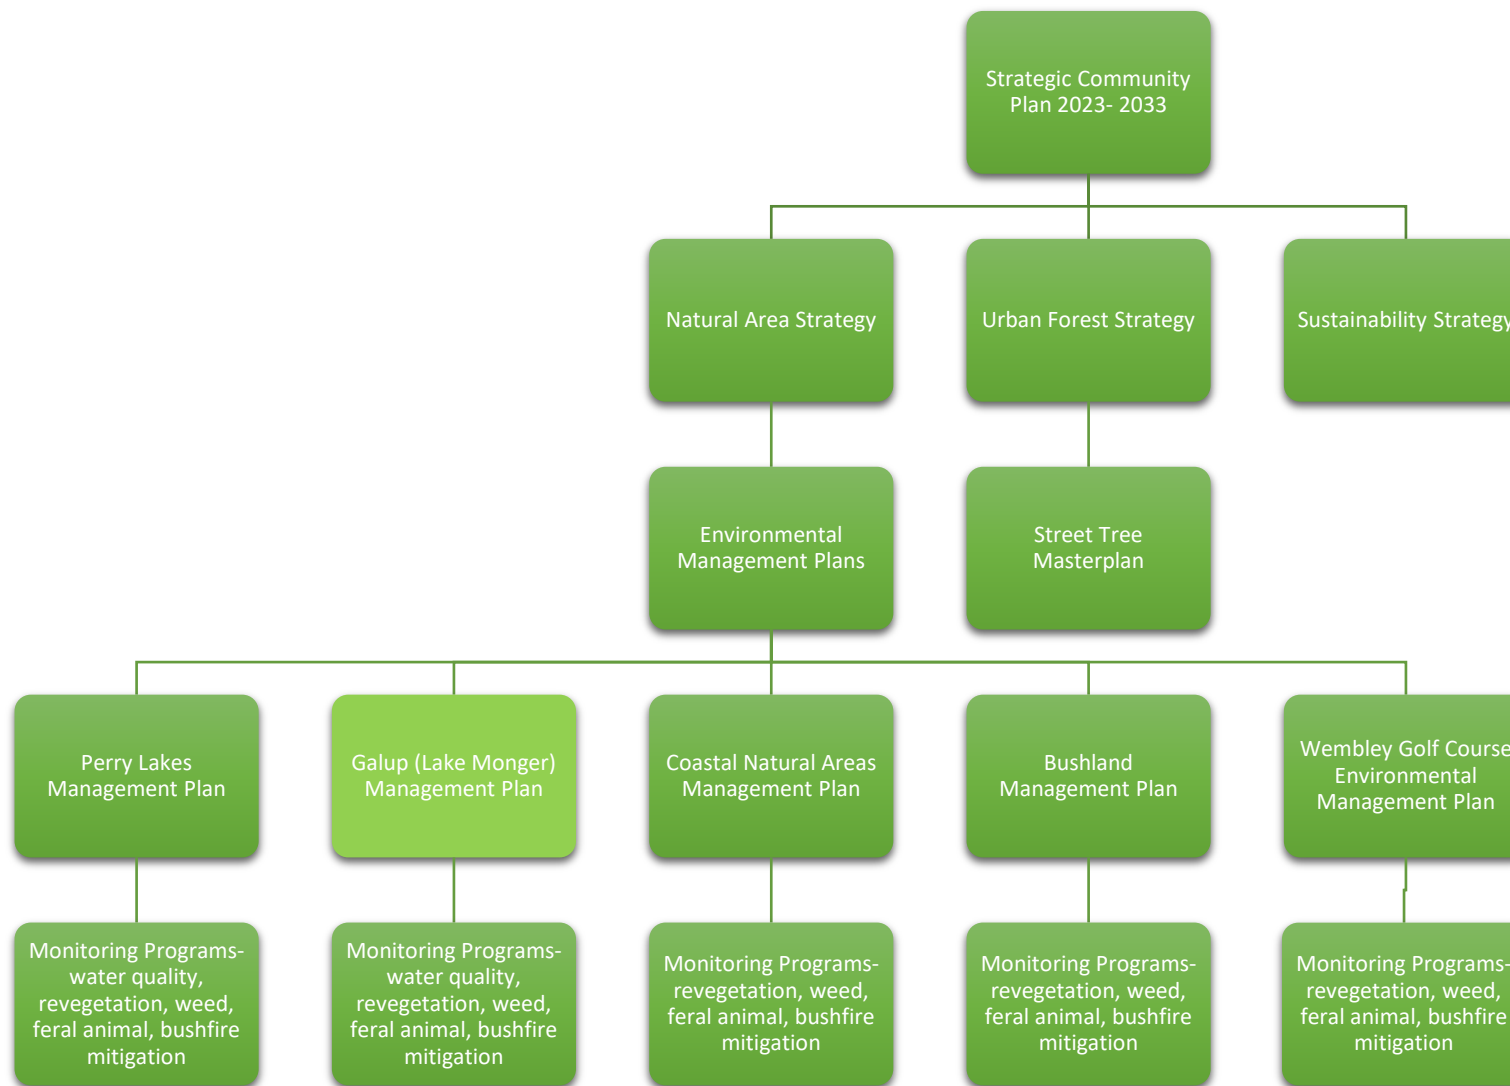 Strategic Community
Plan 2023- 2033
Natural Area Strategy
Urban Forest Strategy
Sustainability Strategy
Environmental
Management Plans
Street Tree
Masterplan
Perry Lakes
Management Plan
Galup (Lake Monger)
Management Plan
Coastal Natural Areas
Management Plan
Bushland
Management Plan
Wembley Golf Course
Environmental
Management Plan
Monitoring Programs-
water quality,
revegetation, weed,
feral animal, bushfire
mitigation
Monitoring Programs-
water quality,
revegetation, weed,
feral animal, bushfire
mitigation
Monitoring Programs-
revegetation, weed,
feral animal, bushfire
mitigation
Monitoring Programs-
revegetation, weed,
feral animal, bushfire
mitigation
Monitoring Programs-
revegetation, weed,
feral animal, bushfire
mitigation